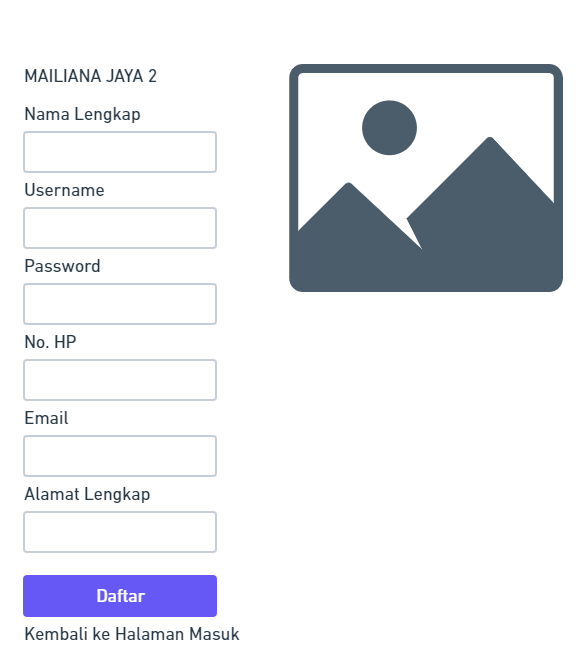 MAILIANA JAYA 2
Nama Lengkap
Username
Password
No. HP
Email
Alamat Lengkap
Daftar
Kembali ke Halaman Masuk